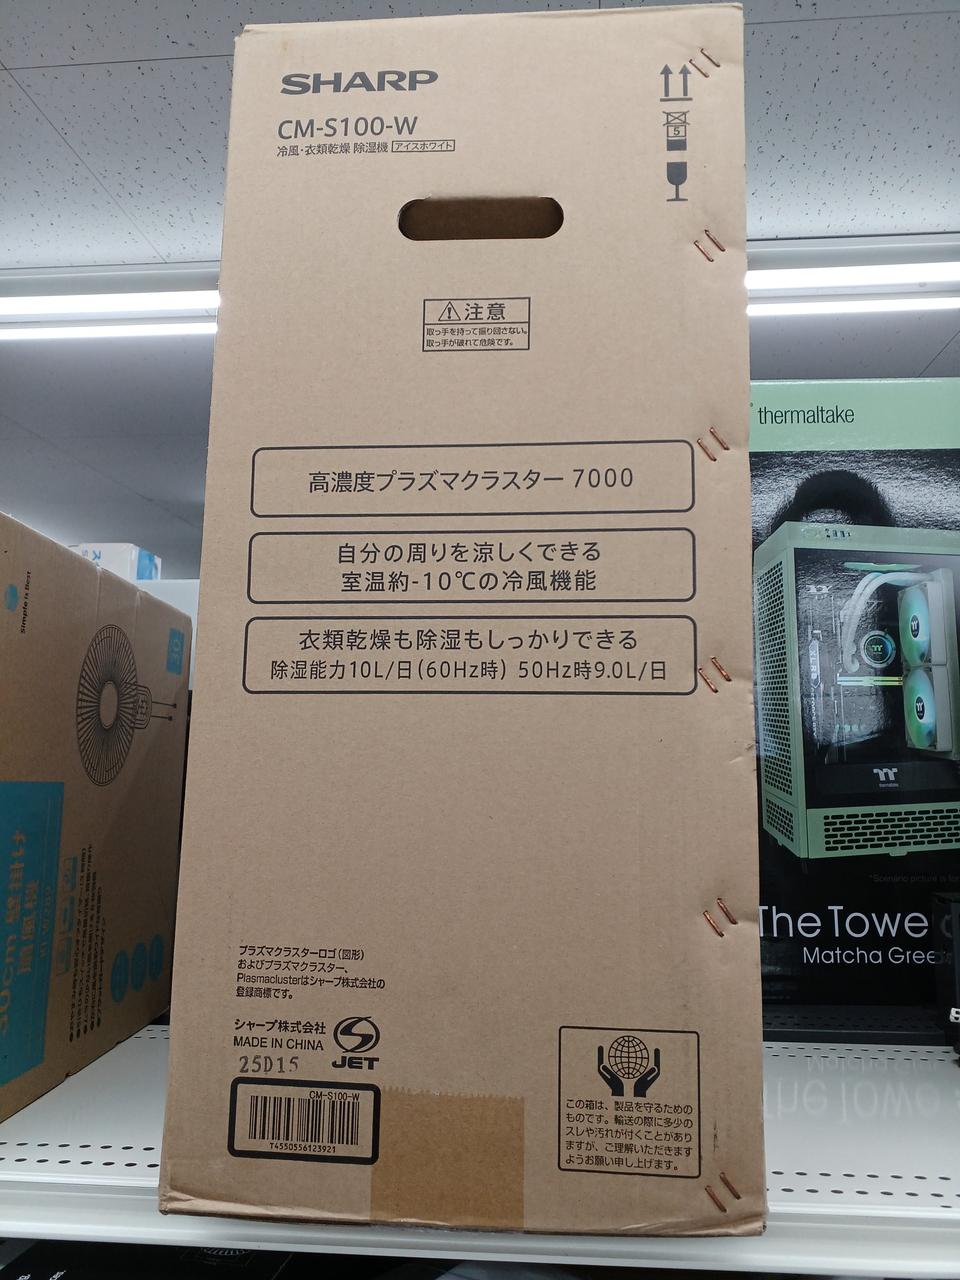 SHARP
CM-S100-W
冷風・衣類乾燥 除湿機 アイスホワイト
5
注意
取っ手を持って振り回さない。
取っ手が破れて危険です。
高濃度プラズマクラスター 7000
自分の周りを涼しくできる
室温約-10℃の冷風機能
衣類乾燥も除湿もしっかりできる
除湿能力10L/日(60Hz時) 50Hz時9.0L/日
プラズマクラスターロゴ(図形)
およびプラズマクラスター、
Plasmaclusterはシャープ株式会社の
登録商標です。
シャープ株式会社
MADE IN CHINA
JET
25D15
CM-S100-W
T4550556123921
この箱は、製品を守るための
ものです。輸送の際に多少の
スレや汚れが付くことがあり
ますが、ご理解いただきます
ようお願い申し上げます。
Simple is Best
30
thermaltake
thermaltake
The Towe
Matcha Gree